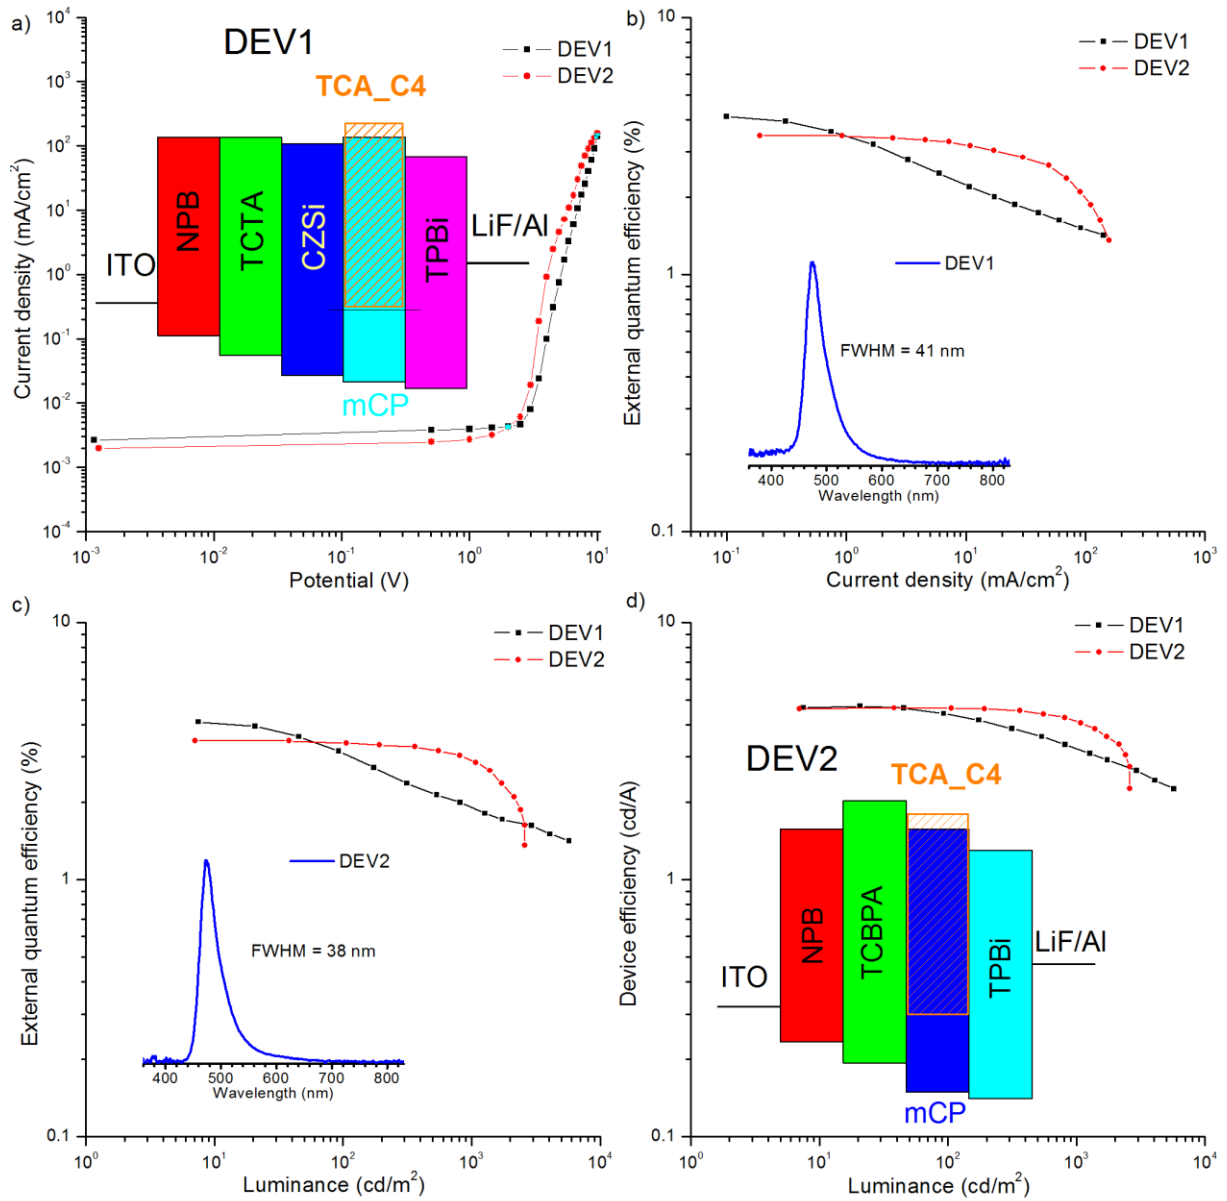 a)
10⁴
10³
10²
10¹
10⁰
10⁻¹
10⁻²
10⁻³
10⁻⁴
Current density (mA/cm²)
DEV1
DEV1
DEV2
TCA_C4
NPB
TCTA
CZSi
TPBi
ITO
LiF/Al
mCP
10⁻³
10⁻²
10⁻¹
10⁰
10¹
Potential (V)
b)
10
1
0.1
External quantum efficiency (%)
DEV1
DEV2
DEV1
FWHM = 41 nm
400 500 600 700 800
Wavelength (nm)
10⁻¹
10⁰
10¹
10²
10³
Current density (mA/cm²)
c)
10
1
0.1
External quantum efficiency (%)
DEV1
DEV2
DEV2
FWHM = 38 nm
400 500 600 700 800
Wavelength (nm)
10⁰
10¹
10²
10³
10⁴
Luminance (cd/m²)
d)
10
1
0.1
Device efficiency (cd/A)
DEV1
DEV2
DEV2
TCA_C4
NPB
TCBPA
TPBi
ITO
LiF/Al
mCP
10⁰
10¹
10²
10³
10⁴
Luminance (cd/m²)